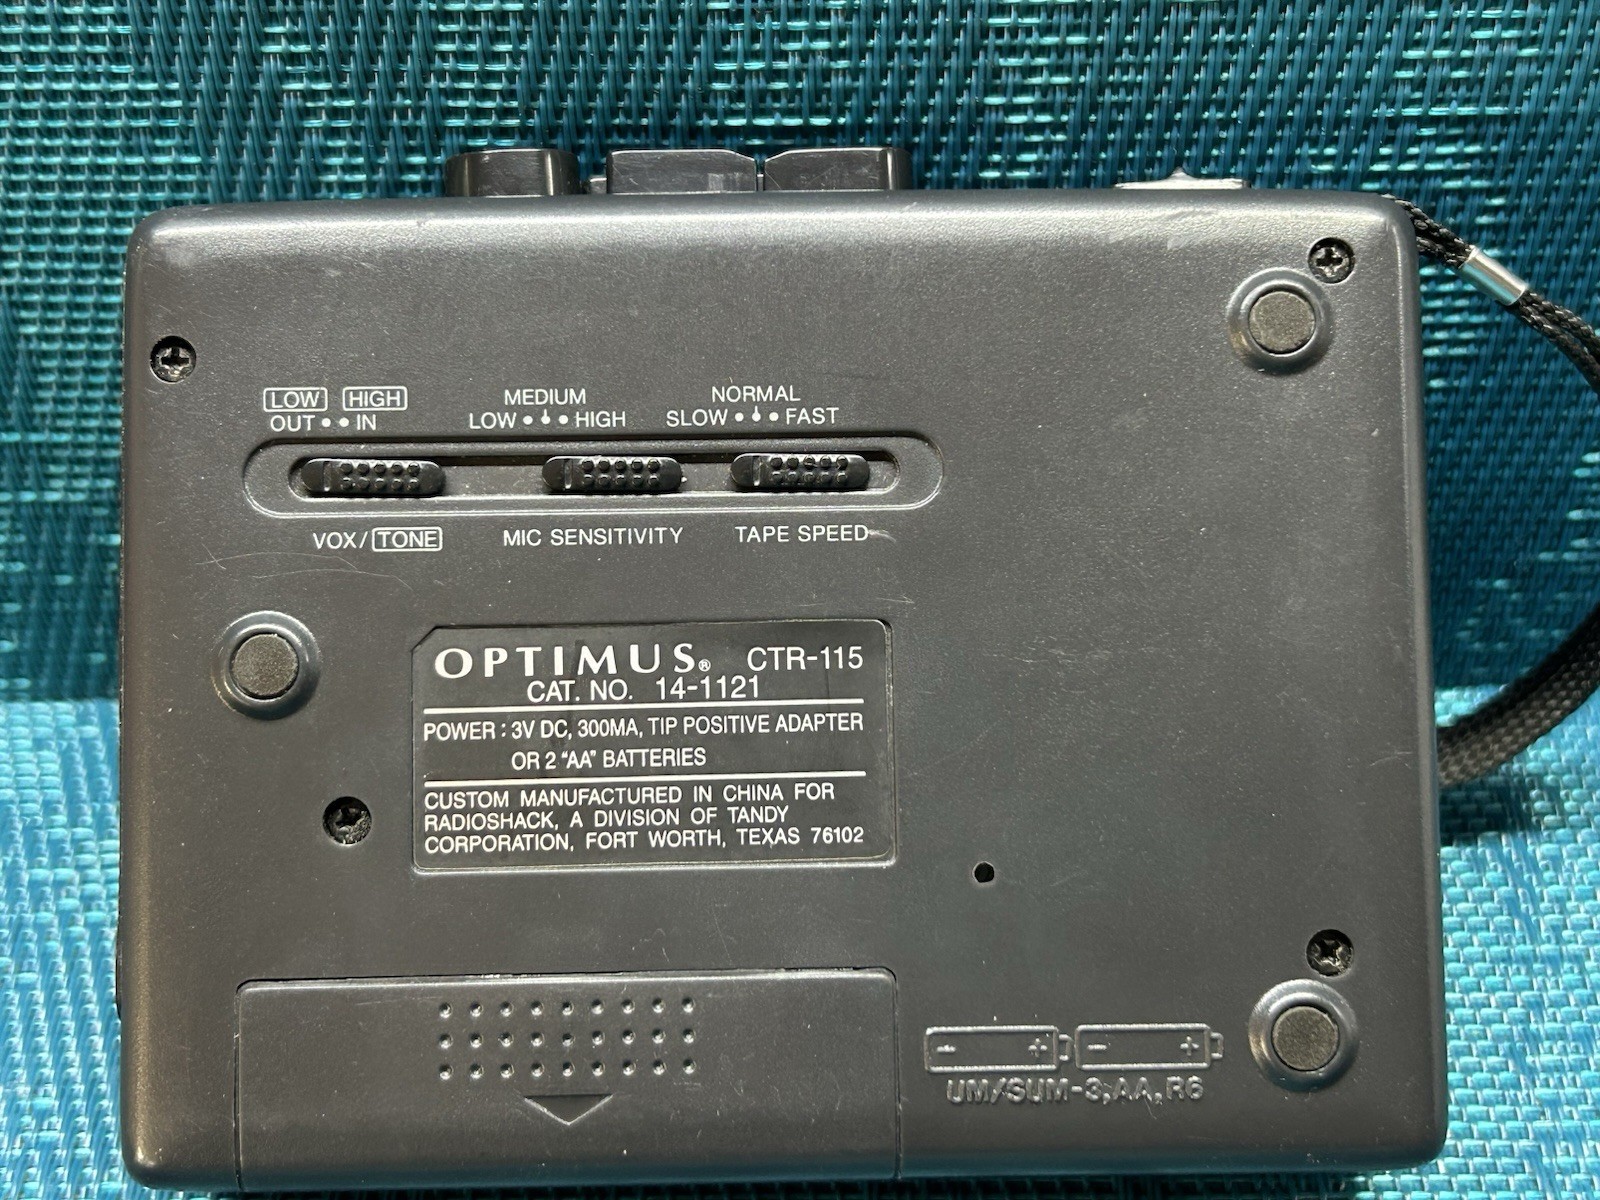 LOW HIGH
OUT • • IN
MEDIUM
LOW • • • HIGH
NORMAL
SLOW • • • FAST
VOX/TONE
MIC SENSITIVITY
TAPE SPEED
OPTIMUS® CTR-115
CAT. NO. 14-1121
POWER : 3V DC, 300MA, TIP POSITIVE ADAPTER
OR 2 "AA" BATTERIES
CUSTOM MANUFACTURED IN CHINA FOR
RADIOSHACK, A DIVISION OF TANDY
CORPORATION, FORT WORTH, TEXAS 76102
- + - +
UM/SUM-3,AA,R6